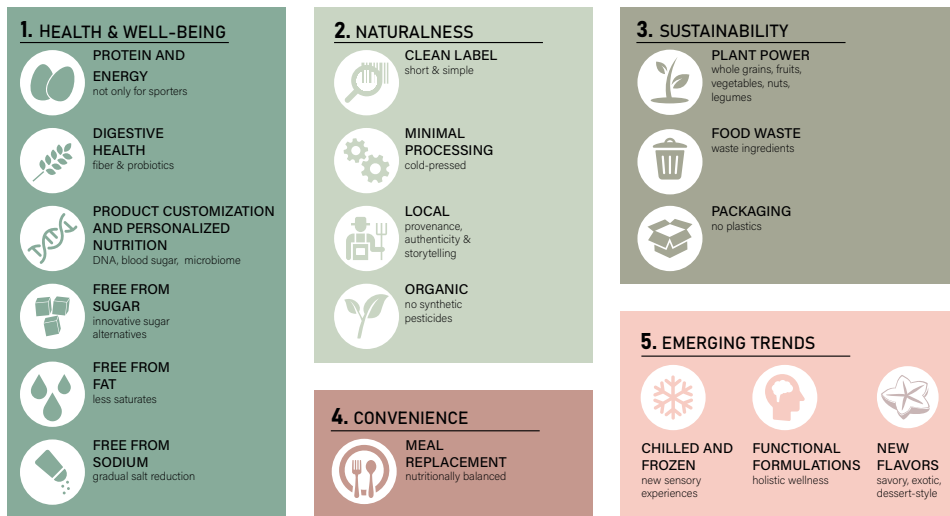 1. HEALTH & WELL-BEING
PROTEIN AND
ENERGY
not only for sporters
DIGESTIVE
HEALTH
fiber & probiotics
PRODUCT CUSTOMIZATION
AND PERSONALIZED
NUTRITION
DNA, blood sugar, microbiome
FREE FROM
SUGAR
innovative sugar
alternatives
FREE FROM
FAT
less saturates
FREE FROM
SODIUM
gradual salt reduction
2. NATURALNESS
CLEAN LABEL
short & simple
MINIMAL
PROCESSING
cold-pressed
LOCAL
provenance,
authenticity &
storytelling
ORGANIC
no synthetic
pesticides
3. SUSTAINABILITY
PLANT POWER
whole grains, fruits,
vegetables, nuts,
legumes
FOOD WASTE
waste ingredients
PACKAGING
no plastics
4. CONVENIENCE
MEAL
REPLACEMENT
nutritionally balanced
5. EMERGING TRENDS
CHILLED AND
FROZEN
new sensory
experiences
FUNCTIONAL
FORMULATIONS
holistic wellness
NEW
FLAVORS
savory, exotic,
dessert-style